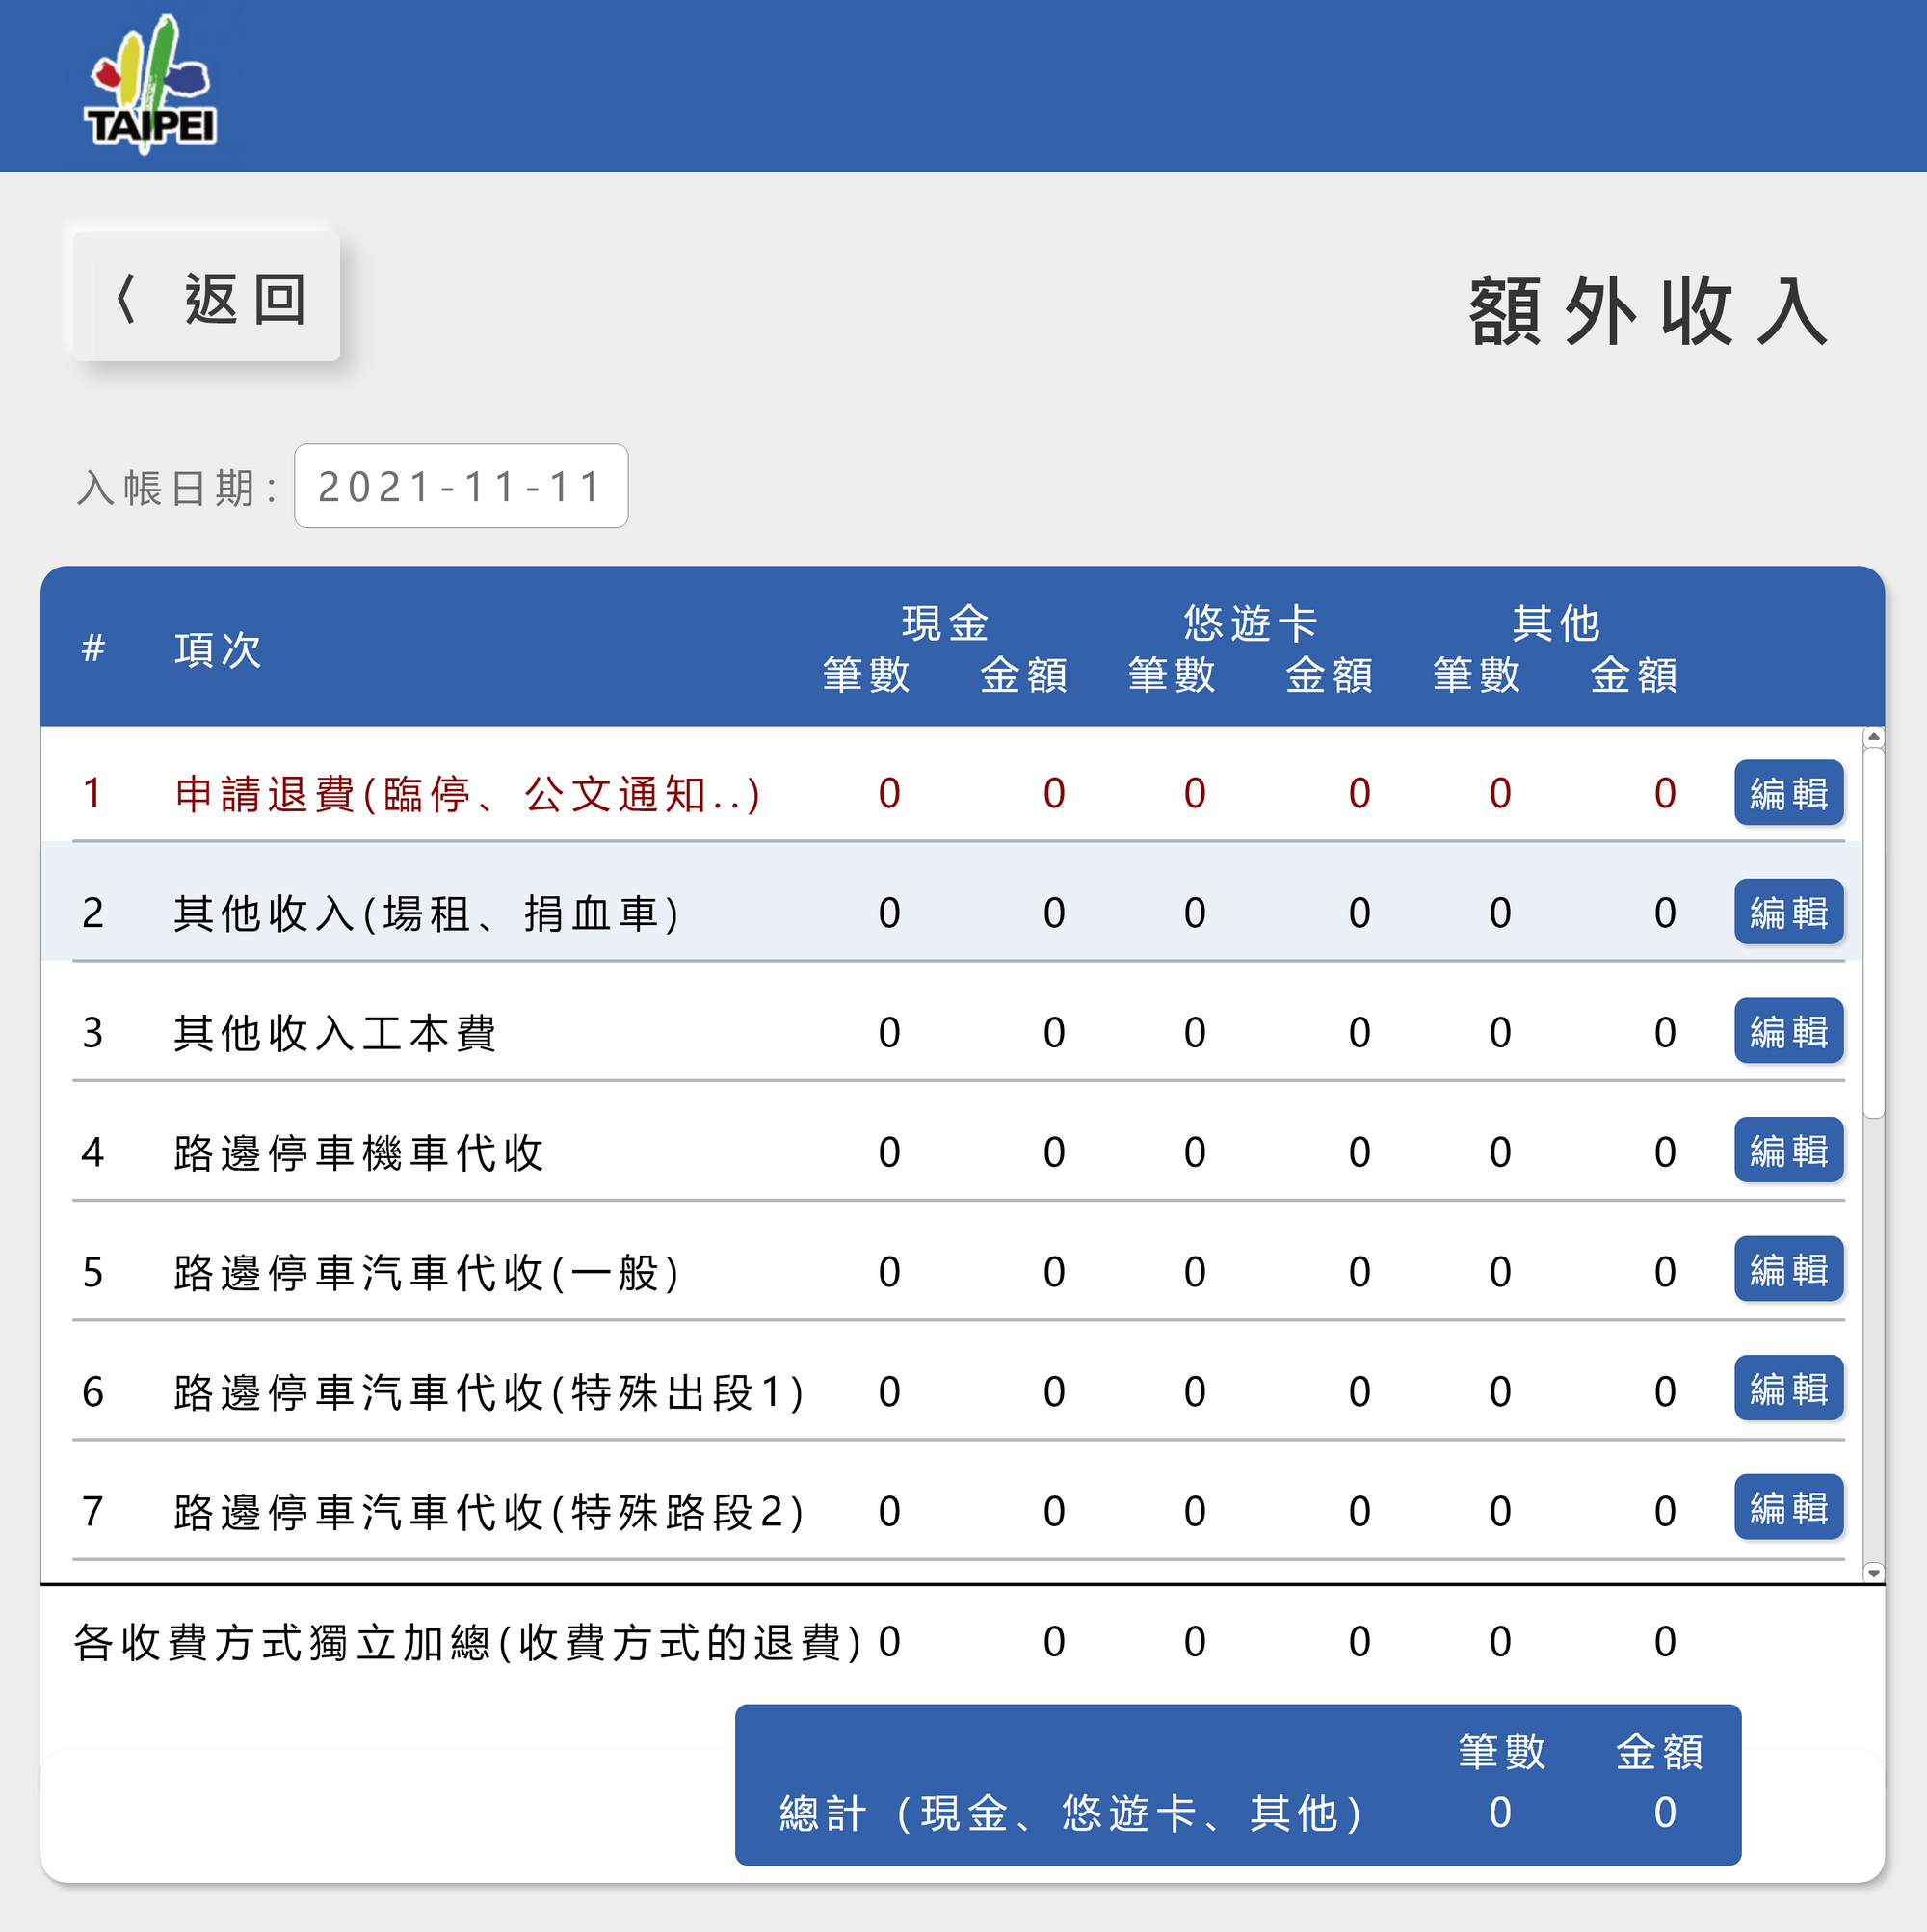 TAIPEI
〈 返回
額外收入
入帳日期: 2021-11-11
現金 悠遊卡 其他
# 項次 筆數 金額 筆數 金額 筆數 金額
1 申請退費(臨停、公文通知..) 0 0 0 0 0 0 編輯
2 其他收入(場租、捐血車) 0 0 0 0 0 0 編輯
3 其他收入工本費 0 0 0 0 0 0 編輯
4 路邊停車機車代收 0 0 0 0 0 0 編輯
5 路邊停車汽車代收(一般) 0 0 0 0 0 0 編輯
6 路邊停車汽車代收(特殊出段1) 0 0 0 0 0 0 編輯
7 路邊停車汽車代收(特殊路段2) 0 0 0 0 0 0 編輯
各收費方式獨立加總(收費方式的退費) 0 0 0 0 0 0
筆數 金額
總計 (現金、悠遊卡、其他) 0 0